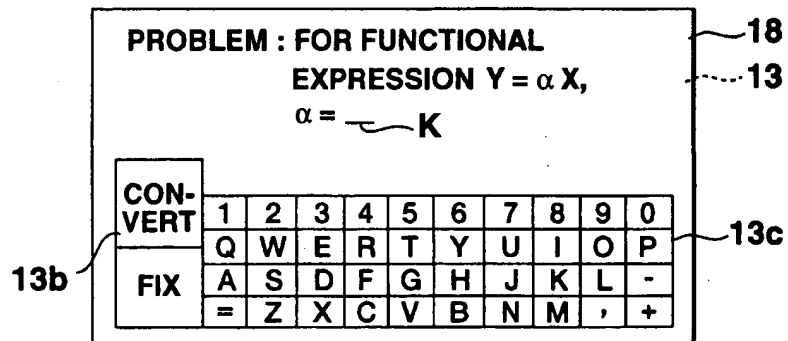 PROBLEM : FOR FUNCTIONAL
EXPRESSION Y = α X,
α = __ K
18
13
CON-
VERT
FIX
1 2 3 4 5 6 7 8 9 0
Q W E R T Y U I O P
A S D F G H J K L -
= Z X C V B N M , +
13b
13c